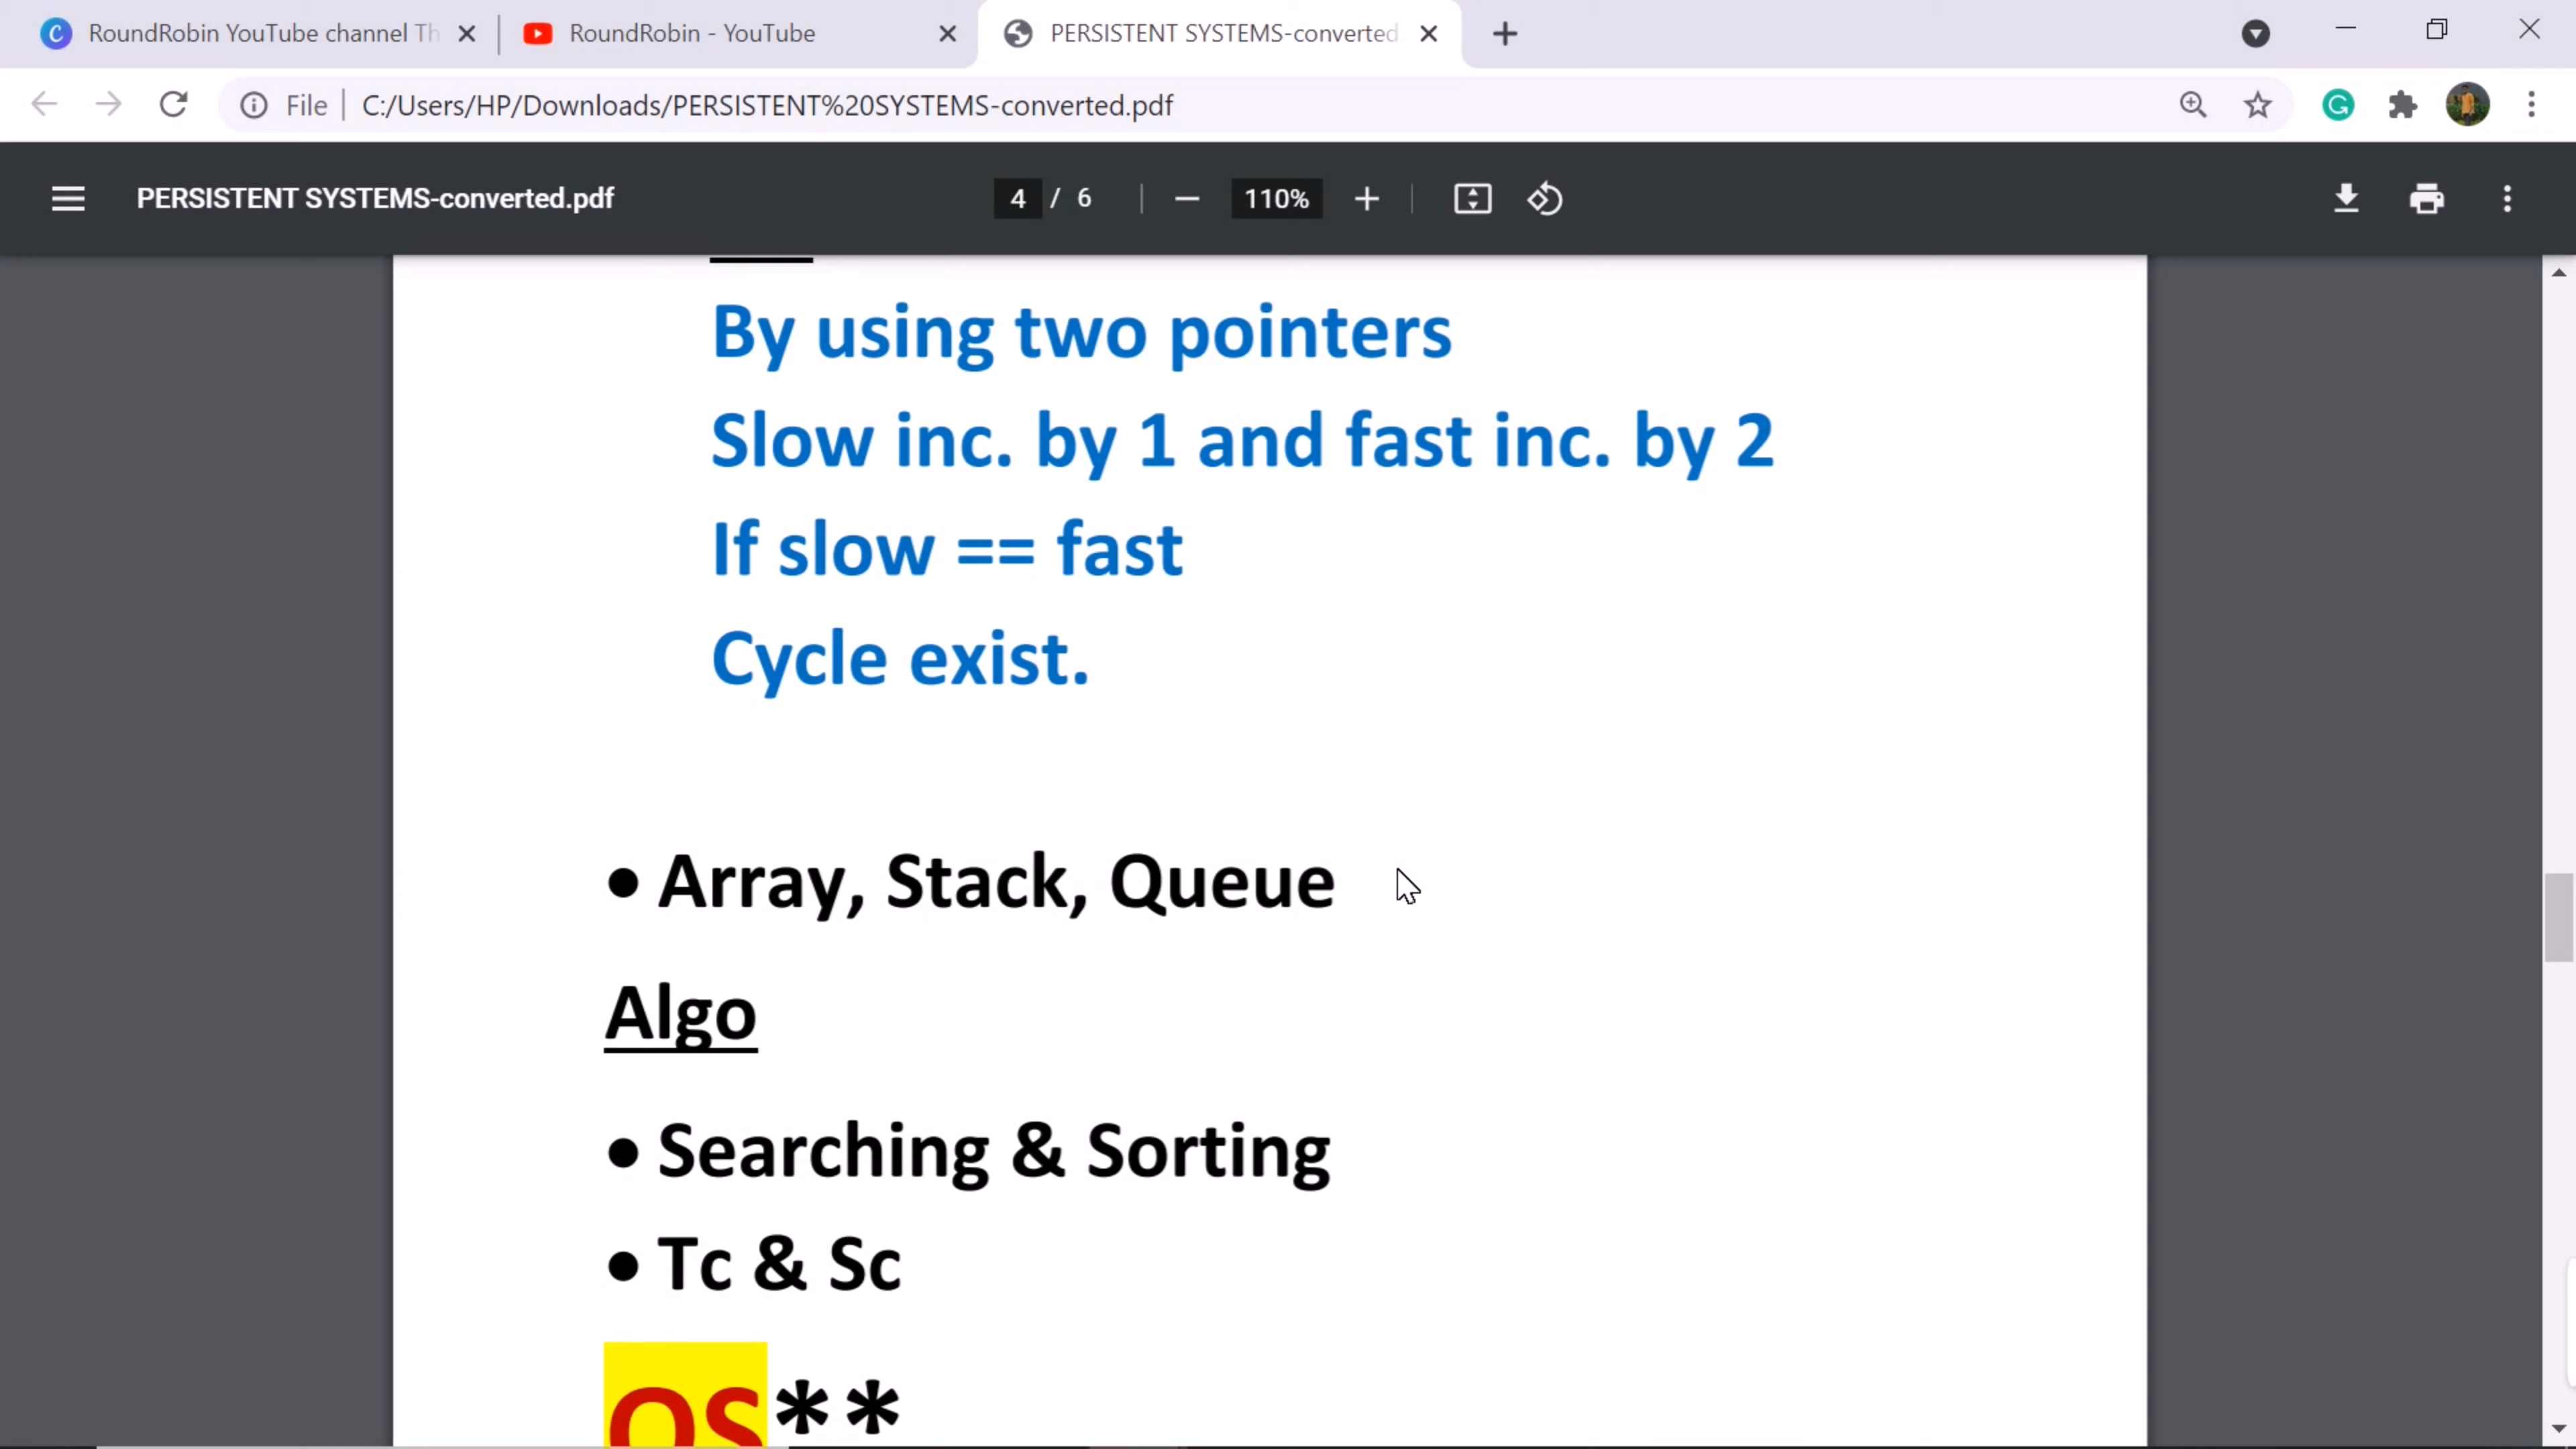 RoundRobin YouTube channel Th
RoundRobin - YouTube
PERSISTENT SYSTEMS-converted
File
C:/Users/HP/Downloads/PERSISTENT%20SYSTEMS-converted.pdf
PERSISTENT SYSTEMS-converted.pdf
4 / 6
110%
By using two pointers
Slow inc. by 1 and fast inc. by 2
If slow == fast
Cycle exist.
• Array, Stack, Queue
Algo
• Searching & Sorting
• Tc & Sc
OS**